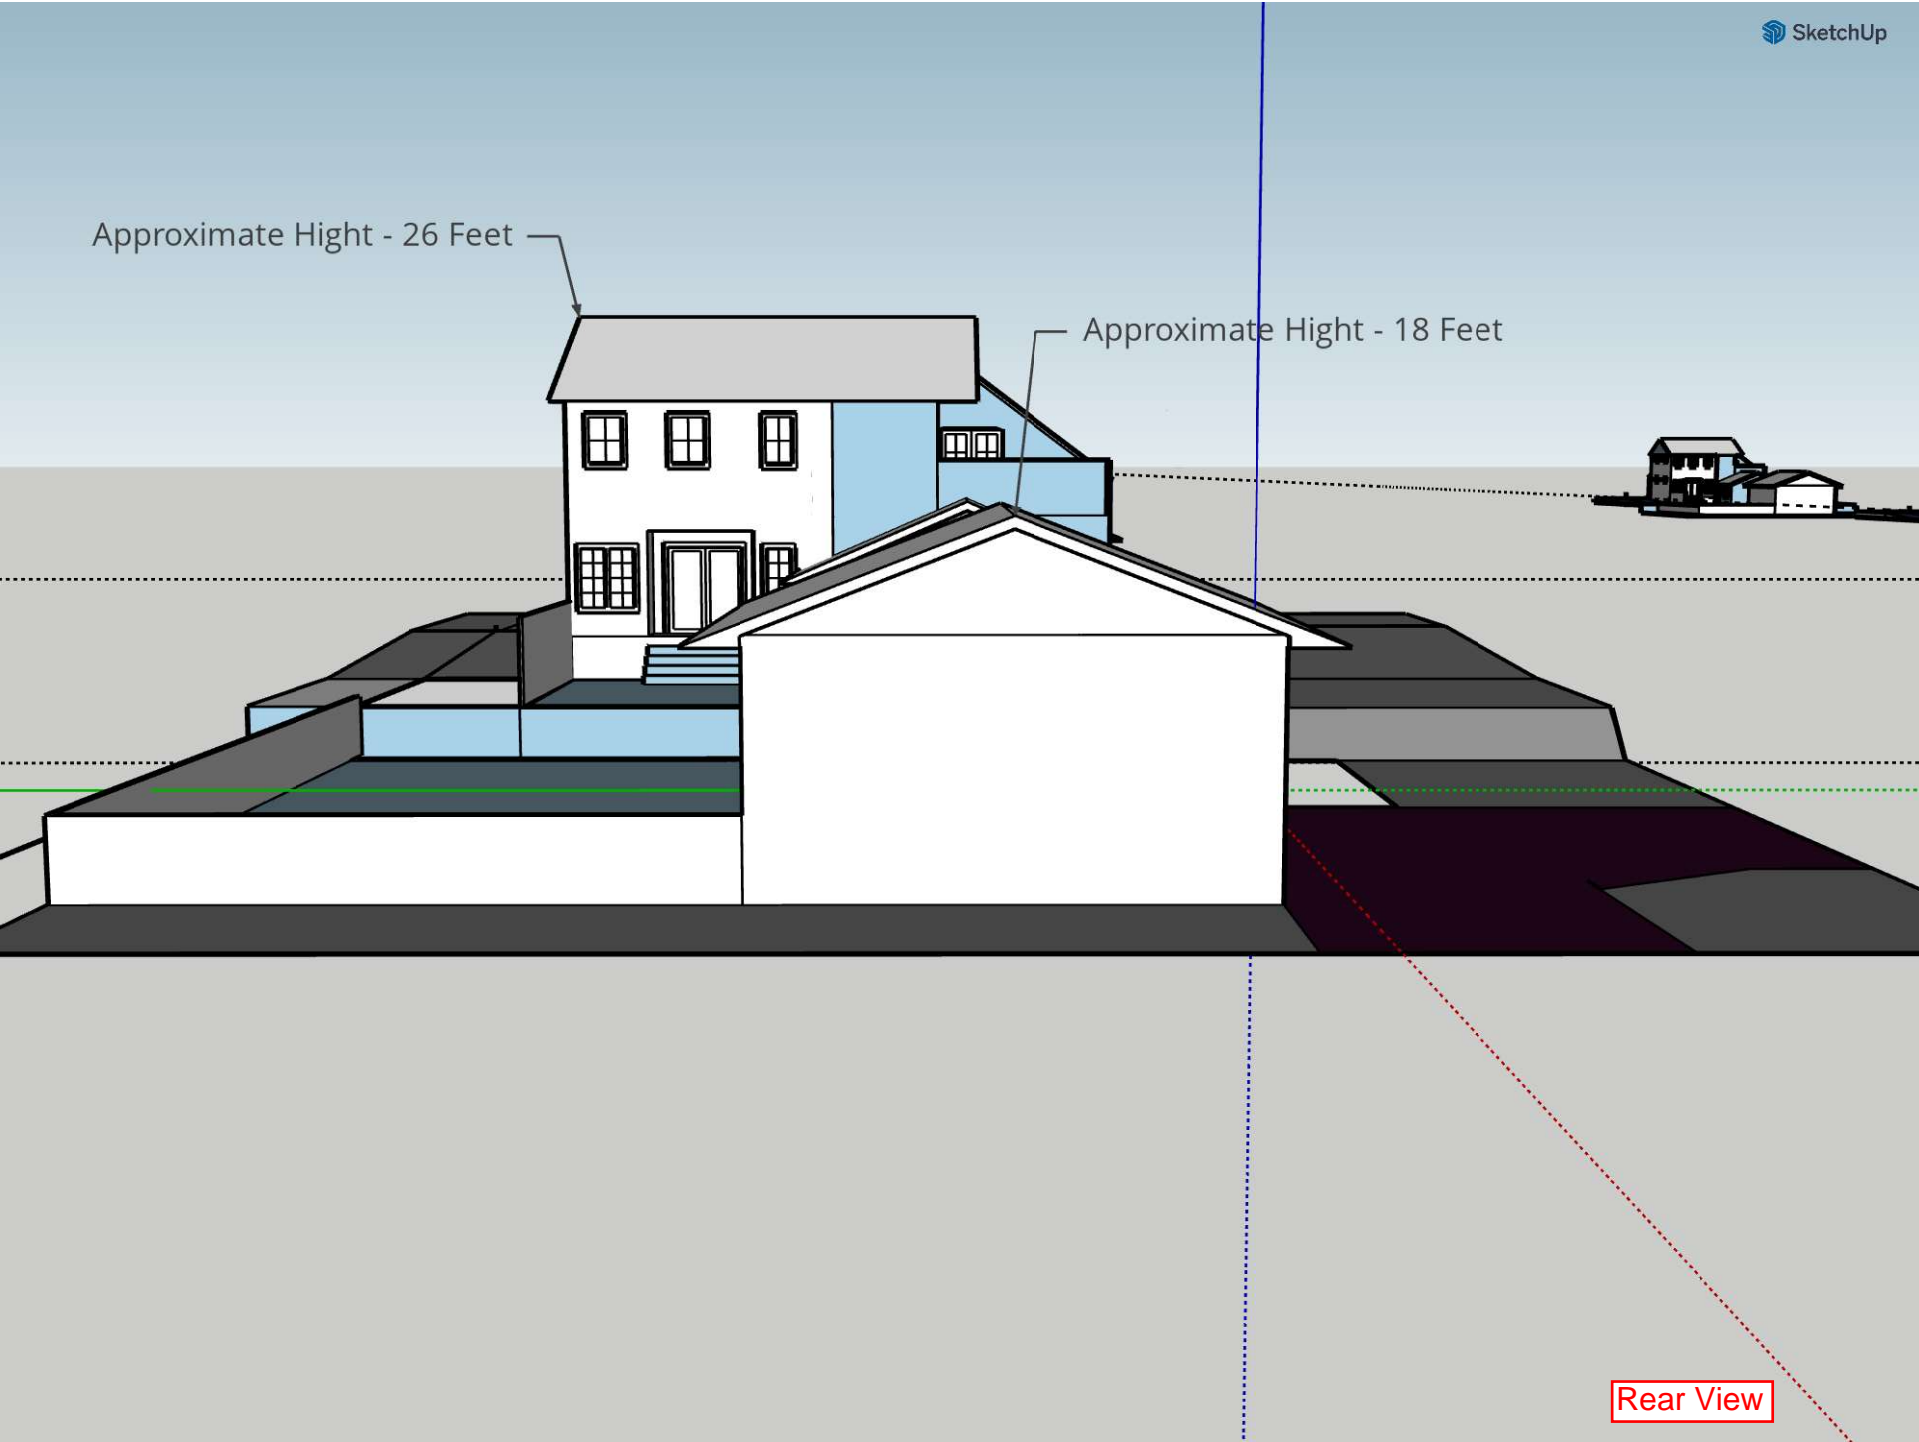 SketchUp
Approximate Hight - 26 Feet
Approximate Hight - 18 Feet
Rear View